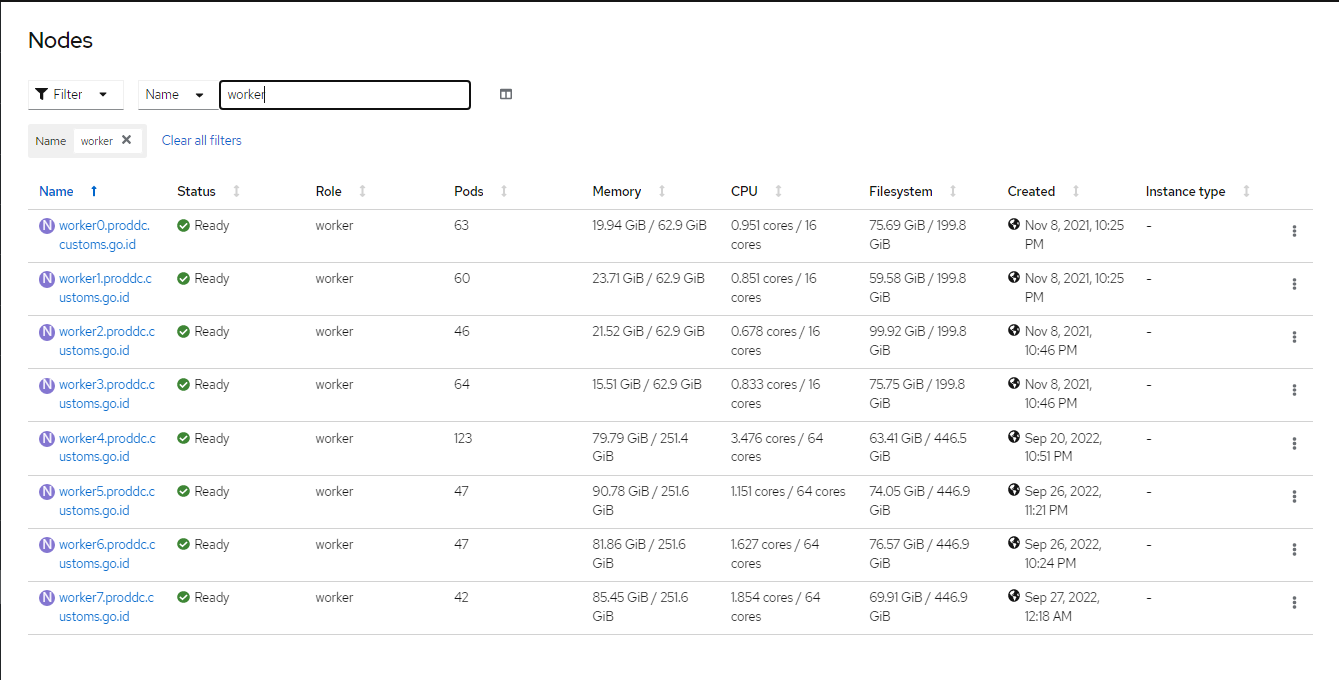 Nodes
Filter Name worker
Name worker Clear all filters
Name Status Role Pods Memory CPU Filesystem Created Instance type
N worker0.proddc. Ready worker 63 19.94 GiB / 62.9 GiB 0.951 cores / 16 75.69 GiB / 199.8 Nov 8, 2021, 10:25 -
customs.go.id cores GiB PM
N worker1.proddc.c Ready worker 60 23.71 GiB / 62.9 GiB 0.851 cores / 16 59.58 GiB / 199.8 Nov 8, 2021, 10:25 -
ustoms.go.id cores GiB PM
N worker2.proddc.c Ready worker 46 21.52 GiB / 62.9 GiB 0.678 cores / 16 99.92 GiB / 199.8 Nov 8, 2021, -
ustoms.go.id cores GiB 10:46 PM
N worker3.proddc.c Ready worker 64 15.51 GiB / 62.9 GiB 0.833 cores / 16 75.75 GiB / 199.8 Nov 8, 2021, -
ustoms.go.id cores GiB 10:46 PM
N worker4.proddc.c Ready worker 123 79.79 GiB / 251.4 3.476 cores / 64 63.41 GiB / 446.5 Sep 20, 2022, -
ustoms.go.id GiB cores GiB 10:51 PM
N worker5.proddc.c Ready worker 47 90.78 GiB / 251.6 1.151 cores / 64 cores 74.05 GiB / 446.9 Sep 26, 2022, -
ustoms.go.id GiB GiB 11:21 PM
N worker6.proddc.c Ready worker 47 81.86 GiB / 251.6 1.627 cores / 64 76.57 GiB / 446.9 Sep 26, 2022, -
ustoms.go.id GiB cores GiB 10:24 PM
N worker7.proddc.c Ready worker 42 85.45 GiB / 251.6 1.854 cores / 64 69.91 GiB / 446.9 Sep 27, 2022, -
ustoms.go.id GiB cores GiB 12:18 AM